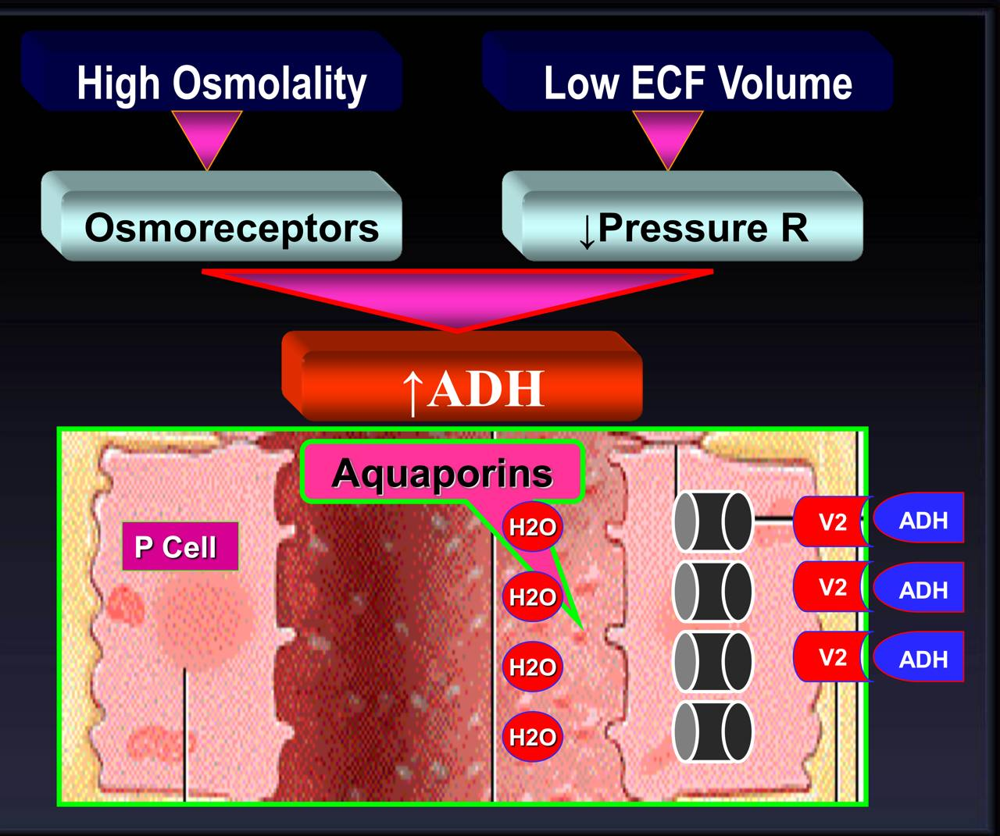 High Osmolality
Low ECF Volume
Osmoreceptors
↓Pressure R
↑ADH
Aquaporins
P Cell
H2O
V2
ADH
H2O
V2
ADH
H2O
V2
ADH
H2O